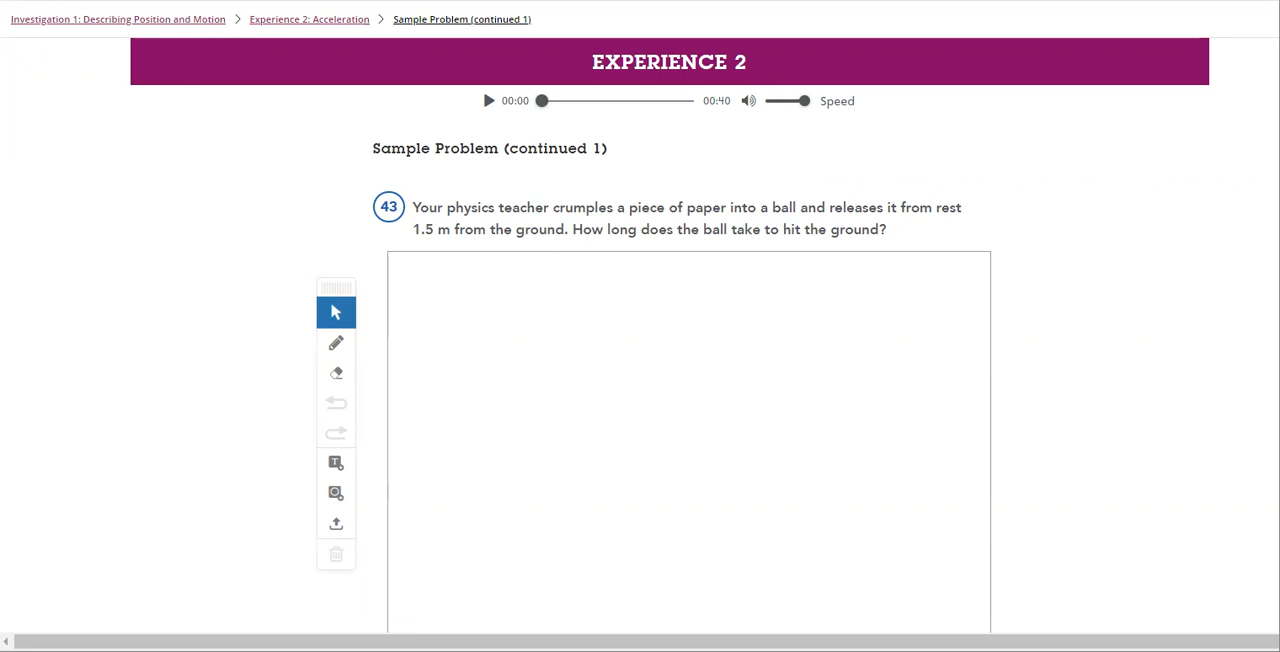 Investigation 1: Describing Position and Motion > Experience 2: Acceleration > Sample Problem (continued 1)
EXPERIENCE 2
00:00 00:40 Speed
Sample Problem (continued 1)
43 Your physics teacher crumples a piece of paper into a ball and releases it from rest
1.5 m from the ground. How long does the ball take to hit the ground?
T